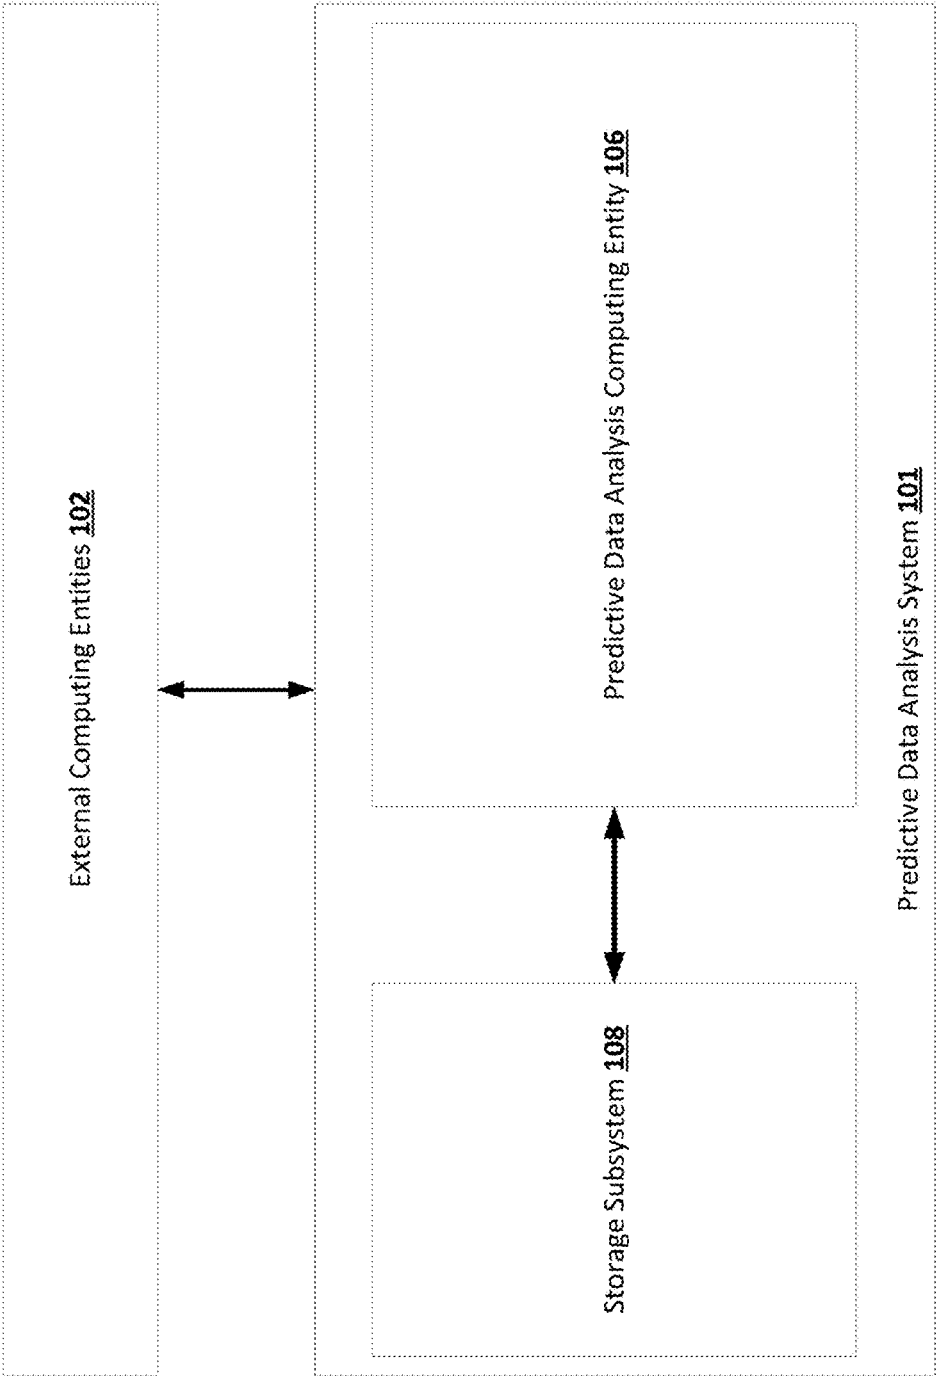 External Computing Entities 102
Storage Subsystem 108
Predictive Data Analysis Computing Entity 106
Predictive Data Analysis System 101